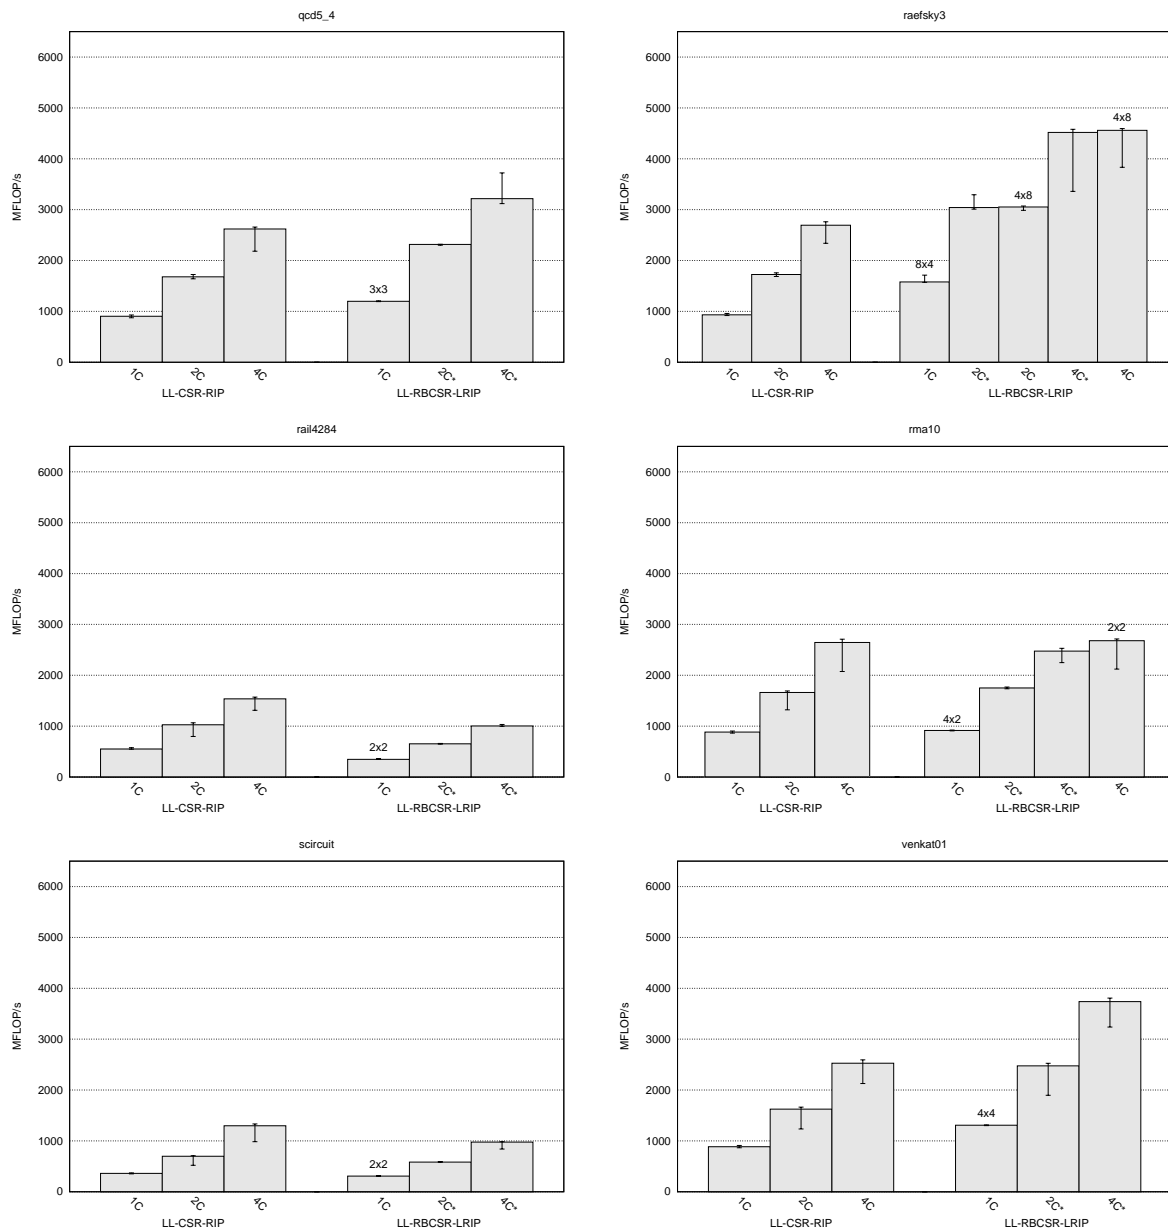 qcd5_4
6000
5000
4000
3000
2000
1000
0
MFLOP/s
3x3
1C 2C 4C 1C 2C* 4C*
LL-CSR-RIP LL-RBCSR-LRIP
raefsky3
6000
5000
4000
3000
2000
1000
0
MFLOP/s
8x4 4x8 4x8
1C 2C 4C 1C 2C* 2C 4C* 4C
LL-CSR-RIP LL-RBCSR-LRIP
rail4284
6000
5000
4000
3000
2000
1000
0
MFLOP/s
2x2
1C 2C 4C 1C 2C* 4C*
LL-CSR-RIP LL-RBCSR-LRIP
rma10
6000
5000
4000
3000
2000
1000
0
MFLOP/s
4x2 2x2
1C 2C 4C 1C 2C* 4C* 4C
LL-CSR-RIP LL-RBCSR-LRIP
scircuit
6000
5000
4000
3000
2000
1000
0
MFLOP/s
2x2
1C 2C 4C 1C 2C* 4C*
LL-CSR-RIP LL-RBCSR-LRIP
venkat01
6000
5000
4000
3000
2000
1000
0
MFLOP/s
4x4
1C 2C 4C 1C 2C* 4C*
LL-CSR-RIP LL-RBCSR-LRIP